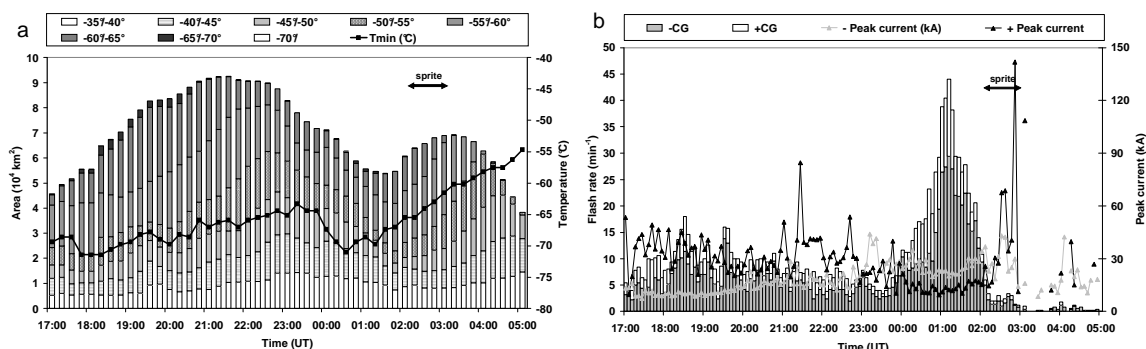 a
-35⁄-40° -40⁄-45° -45⁄-50° -50⁄-55° -55⁄-60°
-60⁄-65° -65⁄-70° -70⁄ Tmin (℃)
Area (10⁴ km²)
10
9
8
7
6
5
4
3
2
1
0
sprite
-40
-45
-50
-55
-60
-65
-70
-75
-80
Temperature (℃)
17:00 18:00 19:00 20:00 21:00 22:00 23:00 00:00 01:00 02:00 03:00 04:00 05:00
Time (UT)
b
-CG +CG - Peak current (kA) + Peak current
Flash rate (min⁻¹)
50
45
40
35
30
25
20
15
10
5
0
sprite
150
120
90
60
30
0
Peak current (kA)
17:00 18:00 19:00 20:00 21:00 22:00 23:00 00:00 01:00 02:00 03:00 04:00 05:00
Time (UT)